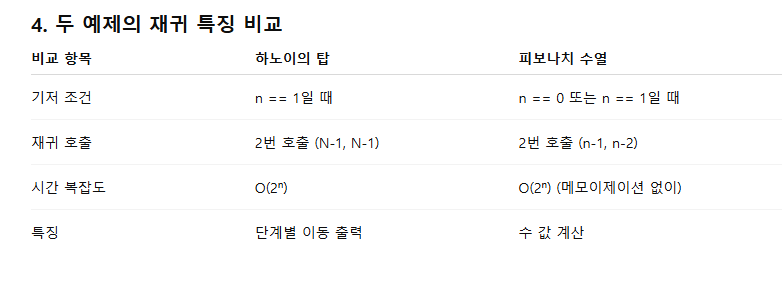 4. 두 예제의 재귀 특징 비교
비교 항목 하노이의 탑 피보나치 수열
기저 조건 n == 1일 때 n == 0 또는 n == 1일 때
재귀 호출 2번 호출 (N-1, N-1) 2번 호출 (n-1, n-2)
시간 복잡도 O(2ⁿ) O(2ⁿ) (메모이제이션 없이)
특징 단계별 이동 출력 수 값 계산